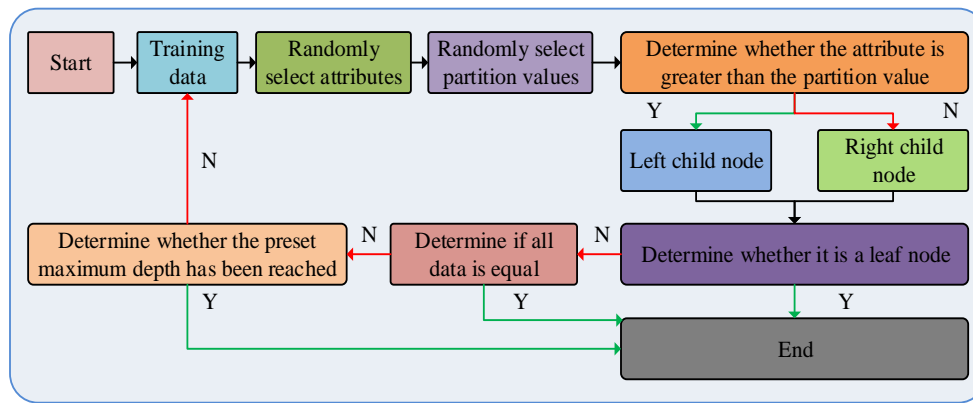 Start
Training
data
Randomly
select attributes
Randomly select
partition values
Determine whether the attribute is
greater than the partition value
Y
N
Left child node
Right child
node
N
Determine whether the preset
maximum depth has been reached
N
Determine if all
data is equal
N
Determine whether it is a leaf node
Y
Y
Y
End